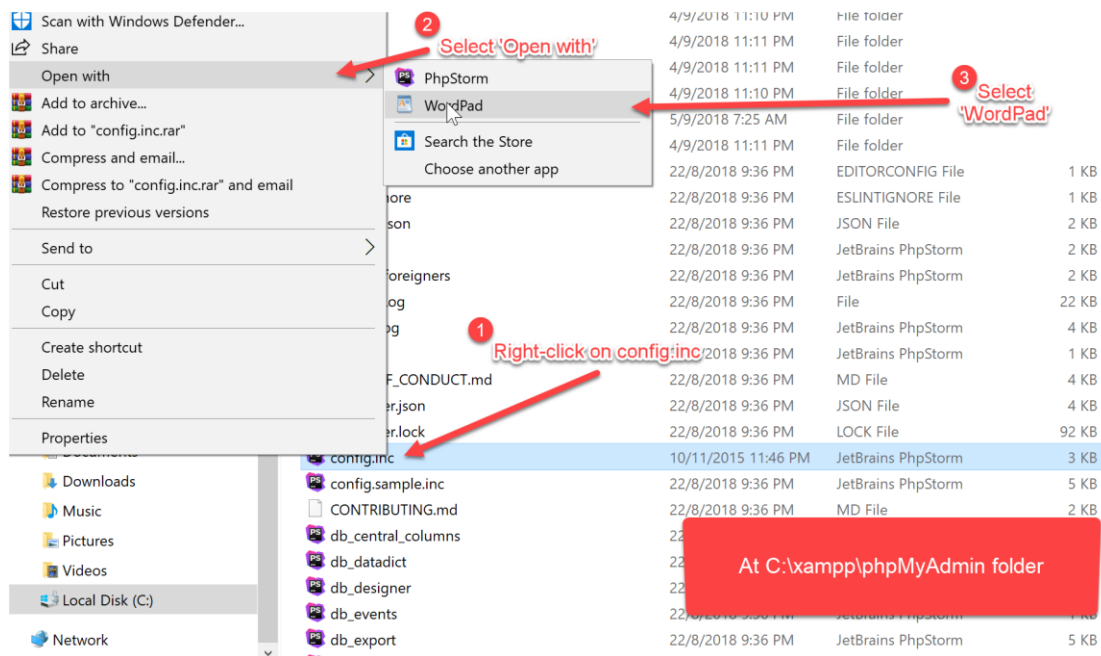 Scan with Windows Defender...
Share
Open with
Add to archive...
Add to "config.inc.rar"
Compress and email...
Compress to "config.inc.rar" and email
Restore previous versions
Send to
Cut
Copy
Create shortcut
Delete
Rename
Properties
2
Select 'Open with'
PhpStorm
WordPad
Search the Store
Choose another app
3
Select
'WordPad'
4/9/2018 11:10 PM File folder
4/9/2018 11:11 PM File folder
4/9/2018 11:11 PM File folder
4/9/2018 11:10 PM File folder
5/9/2018 7:25 AM File folder
4/9/2018 11:11 PM File folder
22/8/2018 9:36 PM EDITORCONFIG File 1 KB
nore 22/8/2018 9:36 PM ESLINTIGNORE File 1 KB
son 22/8/2018 9:36 PM JSON File 2 KB
22/8/2018 9:36 PM JetBrains PhpStorm 2 KB
foreigners 22/8/2018 9:36 PM JetBrains PhpStorm 2 KB
og 22/8/2018 9:36 PM File 22 KB
og 22/8/2018 9:36 PM JetBrains PhpStorm 4 KB
22/8/2018 9:36 PM JetBrains PhpStorm 1 KB
1
Right-click on config.inc
F_CONDUCT.md 22/8/2018 9:36 PM MD File 4 KB
er.json 22/8/2018 9:36 PM JSON File 4 KB
er.lock 22/8/2018 9:36 PM LOCK File 92 KB
config.inc 10/11/2015 11:46 PM JetBrains PhpStorm 3 KB
config.sample.inc 22/8/2018 9:36 PM JetBrains PhpStorm 5 KB
CONTRIBUTING.md 22/8/2018 9:36 PM MD File 2 KB
db_central_columns
db_datadict
db_designer
db_events
db_export 22/8/2018 9:36 PM JetBrains PhpStorm 5 KB
At C:\xampp\phpMyAdmin folder
Documents
Downloads
Music
Pictures
Videos
Local Disk (C:)
Network